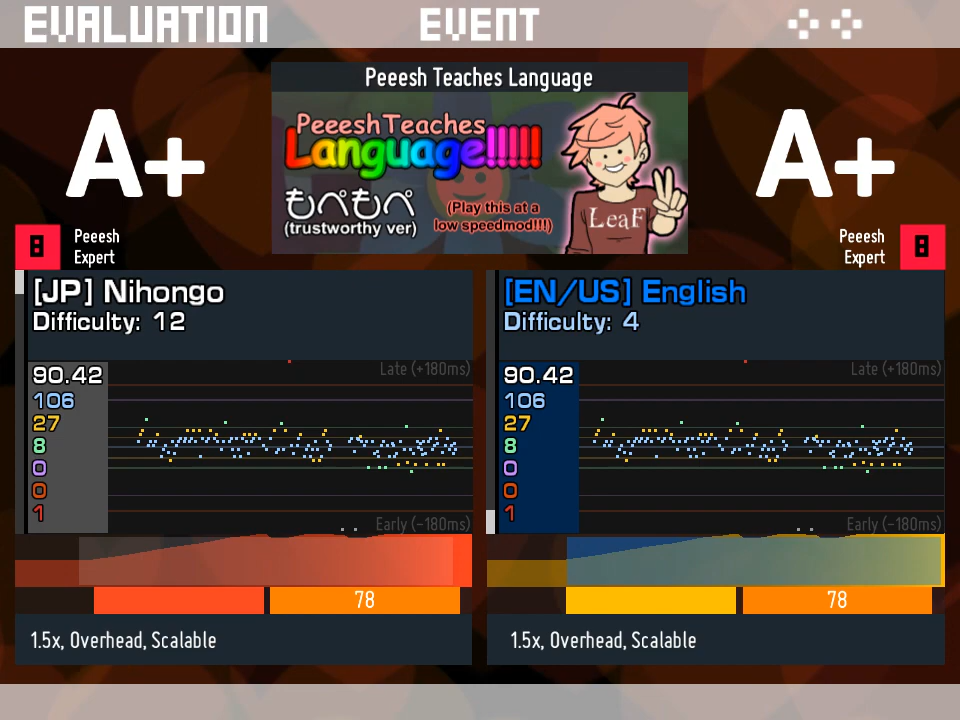 EVALUATION
EVENT
Peeesh Teaches Language
PeeeshTeaches
Language!!!!!
もぺもぺ
(trustworthy ver)
(Play this at a
low speedmod!!!)
LeaF
A+
A+
8
Peeesh
Expert
Peeesh
Expert
8
[JP] Nihongo
Difficulty: 12
90.42
106
27
8
0
0
1
Late (+180ms)
Early (-180ms)
78
1.5x, Overhead, Scalable
[EN/US] English
Difficulty: 4
90.42
106
27
8
0
0
1
Late (+180ms)
Early (-180ms)
78
1.5x, Overhead, Scalable